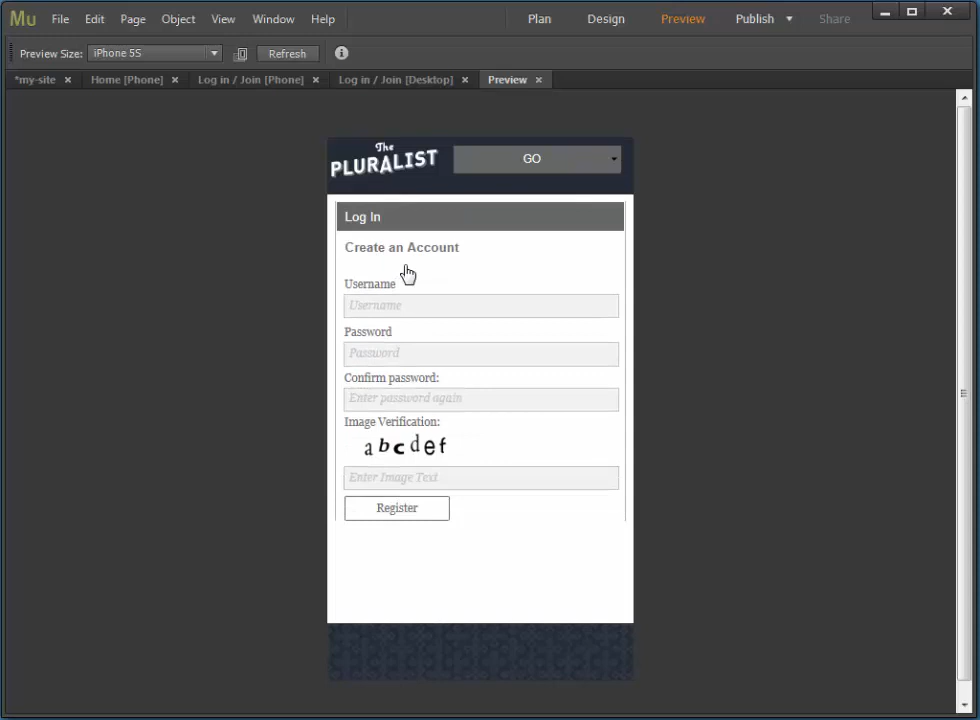 Mu File Edit Page Object View Window Help Plan Design Preview Publish Share
Preview Size: iPhone 5S Refresh
*my-site Home [Phone] Log in / Join [Phone] Log in / Join [Desktop] Preview
The
PLURALIST
GO
Log In
Create an Account
Username
Username
Password
Password
Confirm password:
Enter password again
Image Verification:
abcdef
Enter Image Text
Register